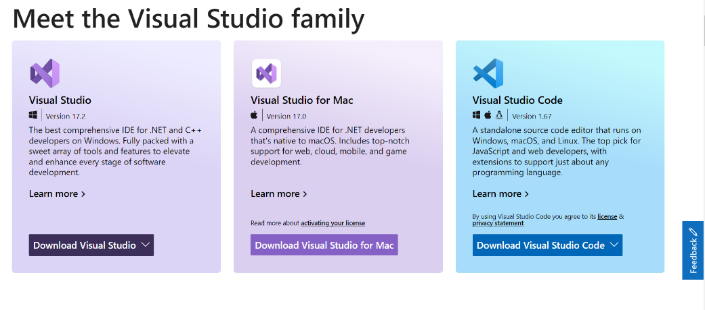 Meet the Visual Studio family
Visual Studio
Version 17.2
The best comprehensive IDE for .NET and C++
developers on Windows. Fully packed with a
sweet array of tools and features to elevate
and enhance every stage of software
development.
Learn more
Download Visual Studio
Visual Studio for Mac
Version 17.0
A comprehensive IDE for .NET developers
that's native to macOS. Includes top-notch
support for web, cloud, mobile, and game
development.
Learn more
Read more about activating your license
Download Visual Studio for Mac
Visual Studio Code
Version 1.67
A standalone source code editor that runs on
Windows, macOS, and Linux. The top pick for
JavaScript and web developers, with
extensions to support just about any
programming language.
Learn more
By using Visual Studio Code you agree to its license &
privacy statement
Download Visual Studio Code
Feedback